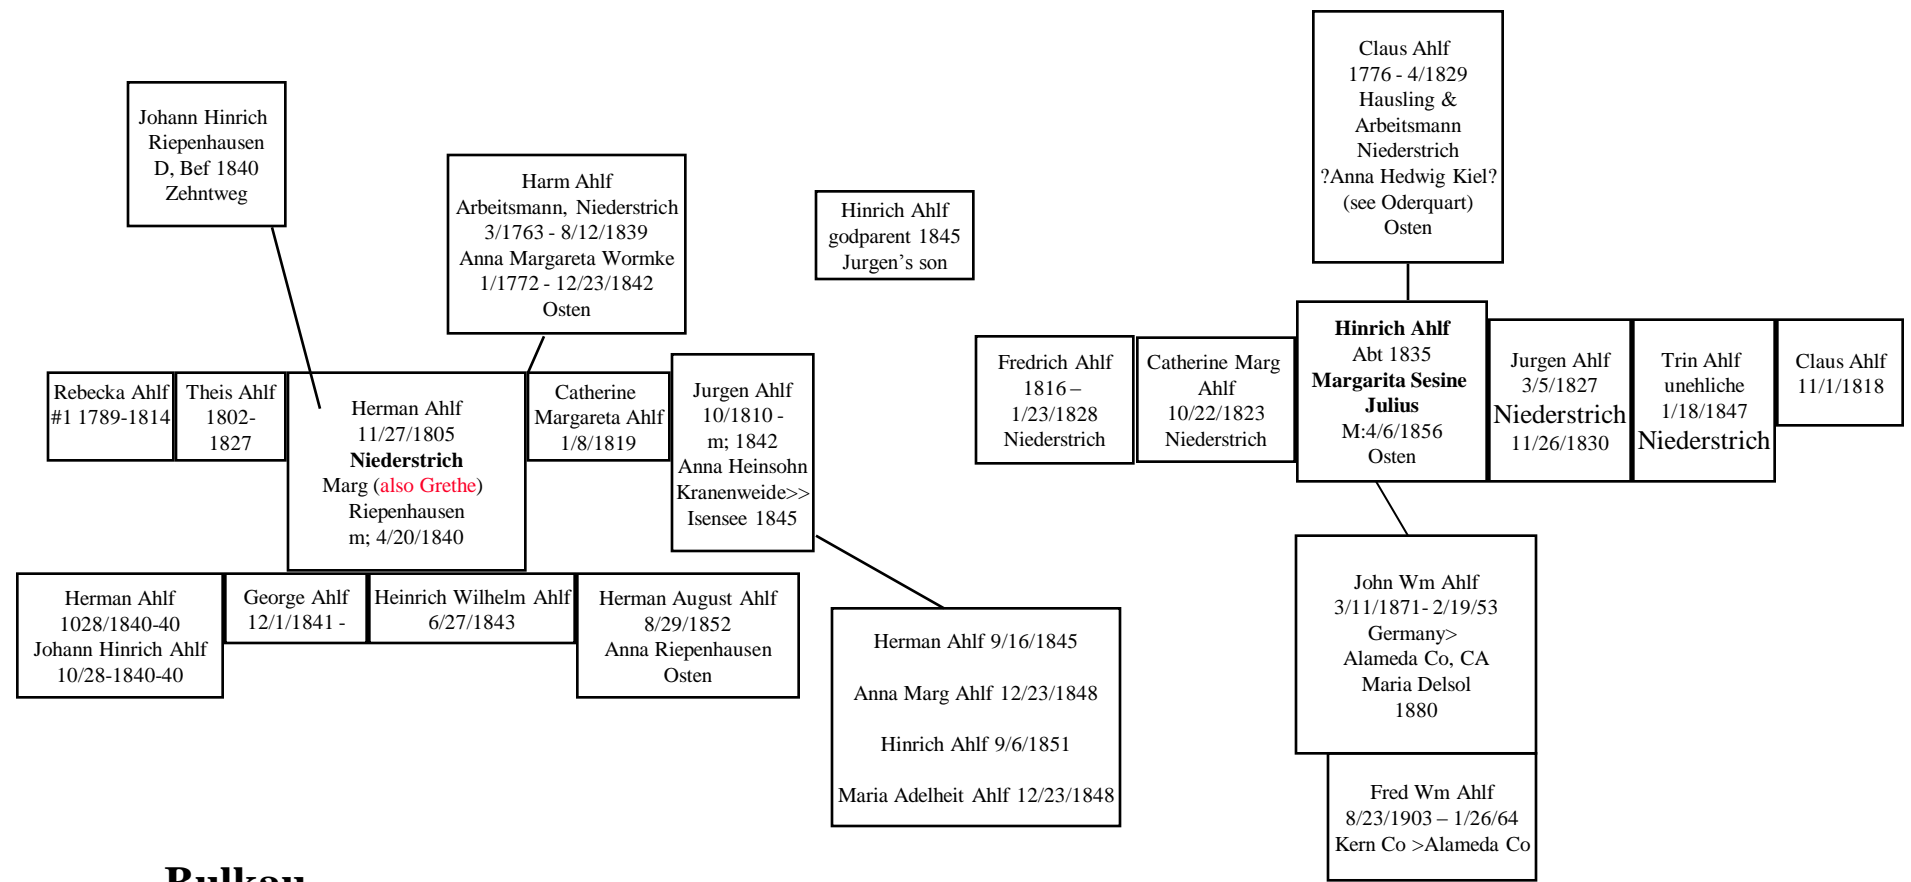 Johann Hinrich
Riepenhausen
D, Bef 1840
Zehntweg
Harm Ahlf
Arbeitsmann, Niederstrich
3/1763 - 8/12/1839
Anna Margareta Wormke
1/1772 - 12/23/1842
Osten
Hinrich Ahlf
godparent 1845
Jurgen’s son
Claus Ahlf
1776 - 4/1829
Hausling &
Arbeitsmann
Niederstrich
?Anna Hedwig Kiel?
(see Oderquart)
Osten
Rebecka Ahlf
#1 1789-1814
Theis Ahlf
1802-
1827
Herman Ahlf
11/27/1805
Niederstrich
Marg (also Grethe)
Riepenhausen
m; 4/20/1840
Catherine
Margareta Ahlf
1/8/1819
Jurgen Ahlf
10/1810 -
m; 1842
Anna Heinsohn
Kranenweide>>
Isensee 1845
Fredrich Ahlf
1816 –
1/23/1828
Niederstrich
Catherine Marg
Ahlf
10/22/1823
Niederstrich
Hinrich Ahlf
Abt 1835
Margarita Sesine
Julius
M:4/6/1856
Osten
Jurgen Ahlf
3/5/1827
Niederstrich
11/26/1830
Trin Ahlf
unehliche
1/18/1847
Niederstrich
Claus Ahlf
11/1/1818
Herman Ahlf
1028/1840-40
Johann Hinrich Ahlf
10/28-1840-40
George Ahlf
12/1/1841 -
Heinrich Wilhelm Ahlf
6/27/1843
Herman August Ahlf
8/29/1852
Anna Riepenhausen
Osten
Herman Ahlf 9/16/1845
Anna Marg Ahlf 12/23/1848
Hinrich Ahlf 9/6/1851
Maria Adelheit Ahlf 12/23/1848
John Wm Ahlf
3/11/1871- 2/19/53
Germany>
Alameda Co, CA
Maria Delsol
1880
Fred Wm Ahlf
8/23/1903 – 1/26/64
Kern Co >Alameda Co
Bulkau